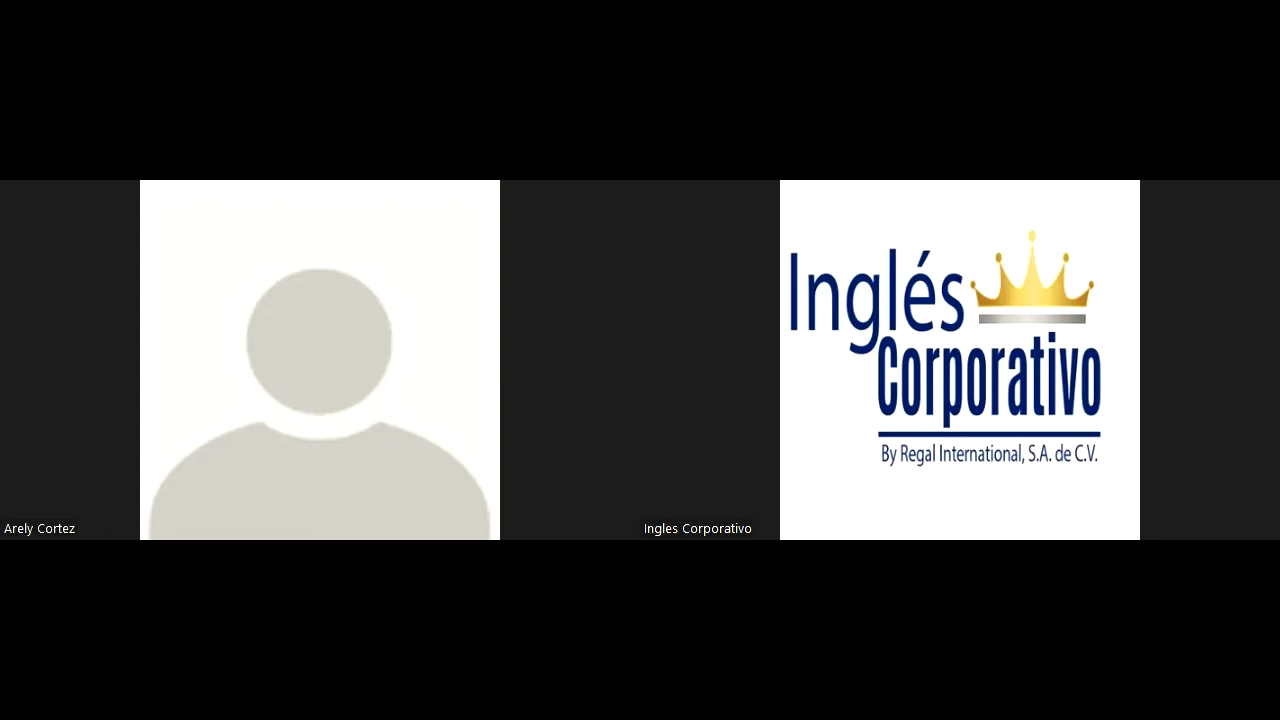 Inglés
Corporativo
By Regal International, S.A. de C.V.
Arely Cortez
Ingles Corporativo